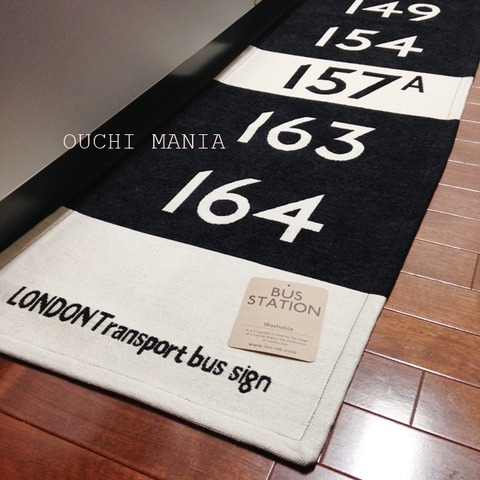 149
154
157A
OUCHI MANIA
163
164
BUS
STATION
Washable
LONDON Transport bus sign